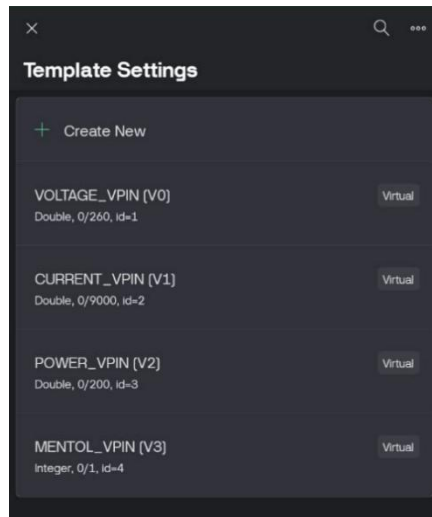 Template Settings
Create New
VOLTAGE_VPIN (V0)
Virtual
Double, 0/260, id=1
CURRENT_VPIN (V1)
Virtual
Double, 0/9000, id=2
POWER_VPIN (V2)
Virtual
Double, 0/200, id=3
MENTOL_VPIN (V3)
Virtual
Integer, 0/1, id=4